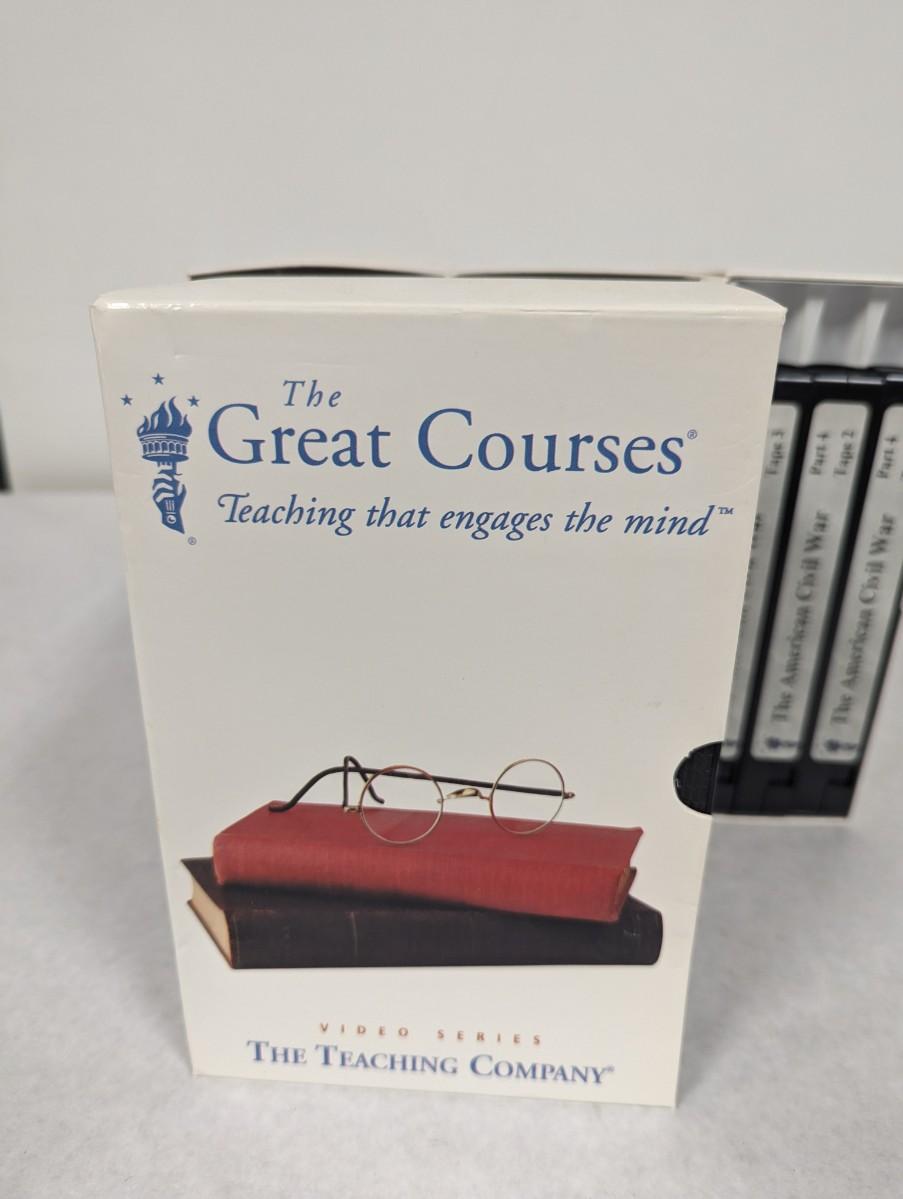 The
Great Courses®
Teaching that engages the mind™
®
VIDEO SERIES
THE TEACHING COMPANY®
Tape 3
Part 4
Tape 2
The American Civil War
Part 4
The American Civil War